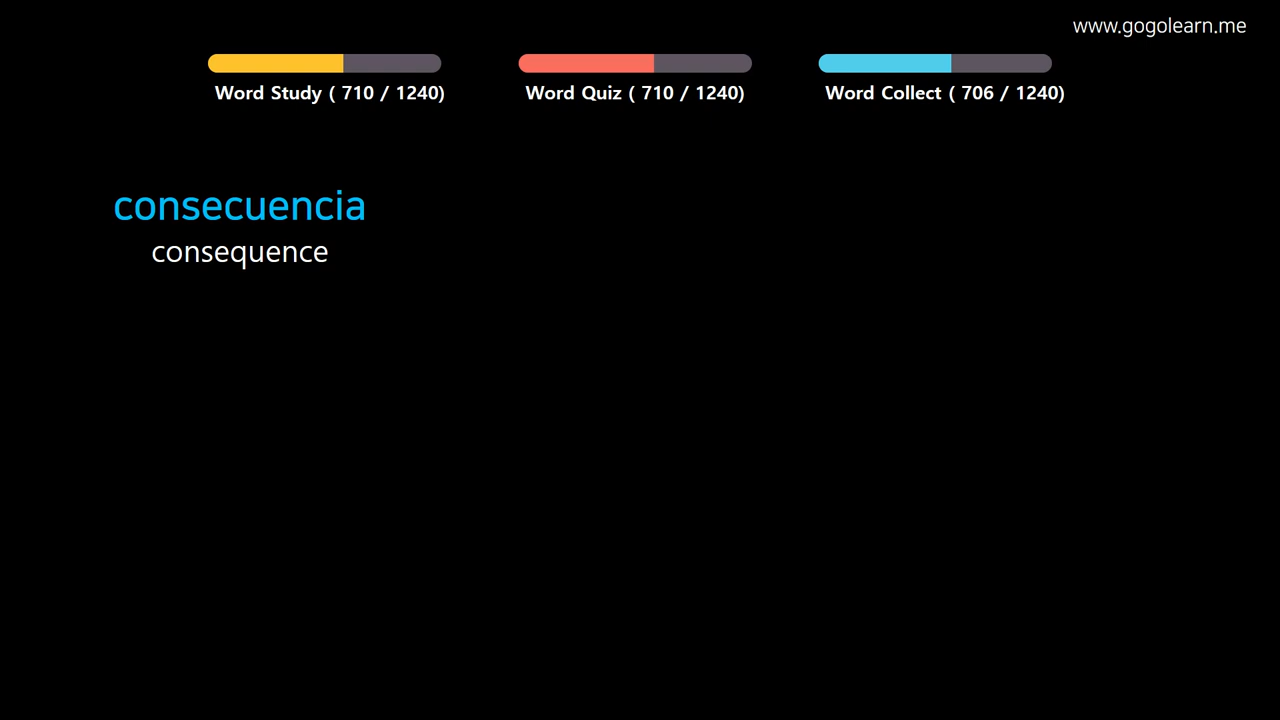 www.gogolearn.me
Word Study ( 710 / 1240)
Word Quiz ( 710 / 1240)
Word Collect ( 706 / 1240)
consecuencia
consequence